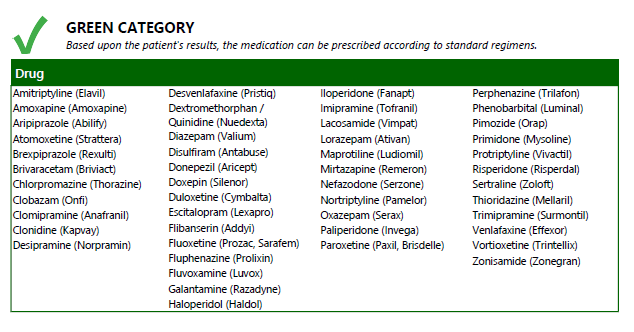 GREEN CATEGORY
Based upon the patient's results, the medication can be prescribed according to standard regimens.
Drug
Amitriptyline (Elavil)
Amoxapine (Amoxapine)
Aripiprazole (Abilify)
Atomoxetine (Strattera)
Brexpiprazole (Rexulti)
Brivaracetam (Briviact)
Chlorpromazine (Thorazine)
Clobazam (Onfi)
Clomipramine (Anafranil)
Clonidine (Kapvay)
Desipramine (Norpramin)
Desvenlafaxine (Pristiq)
Dextromethorphan /
Quinidine (Nuedexta)
Diazepam (Valium)
Disulfiram (Antabuse)
Donepezil (Aricept)
Doxepin (Silenor)
Duloxetine (Cymbalta)
Escitalopram (Lexapro)
Flibanserin (Addyi)
Fluoxetine (Prozac, Sarafem)
Fluphenazine (Prolixin)
Fluvoxamine (Luvox)
Galantamine (Razadyne)
Haloperidol (Haldol)
Iloperidone (Fanapt)
Imipramine (Tofranil)
Lacosamide (Vimpat)
Lorazepam (Ativan)
Maprotiline (Ludiomil)
Mirtazapine (Remeron)
Nefazodone (Serzone)
Nortriptyline (Pamelor)
Oxazepam (Serax)
Paliperidone (Invega)
Paroxetine (Paxil, Brisdelle)
Perphenazine (Trilafon)
Phenobarbital (Luminal)
Pimozide (Orap)
Primidone (Mysoline)
Protriptyline (Vivactil)
Risperidone (Risperdal)
Sertraline (Zoloft)
Thioridazine (Mellaril)
Trimipramine (Surmontil)
Venlafaxine (Effexor)
Vortioxetine (Trintellix)
Zonisamide (Zonegran)